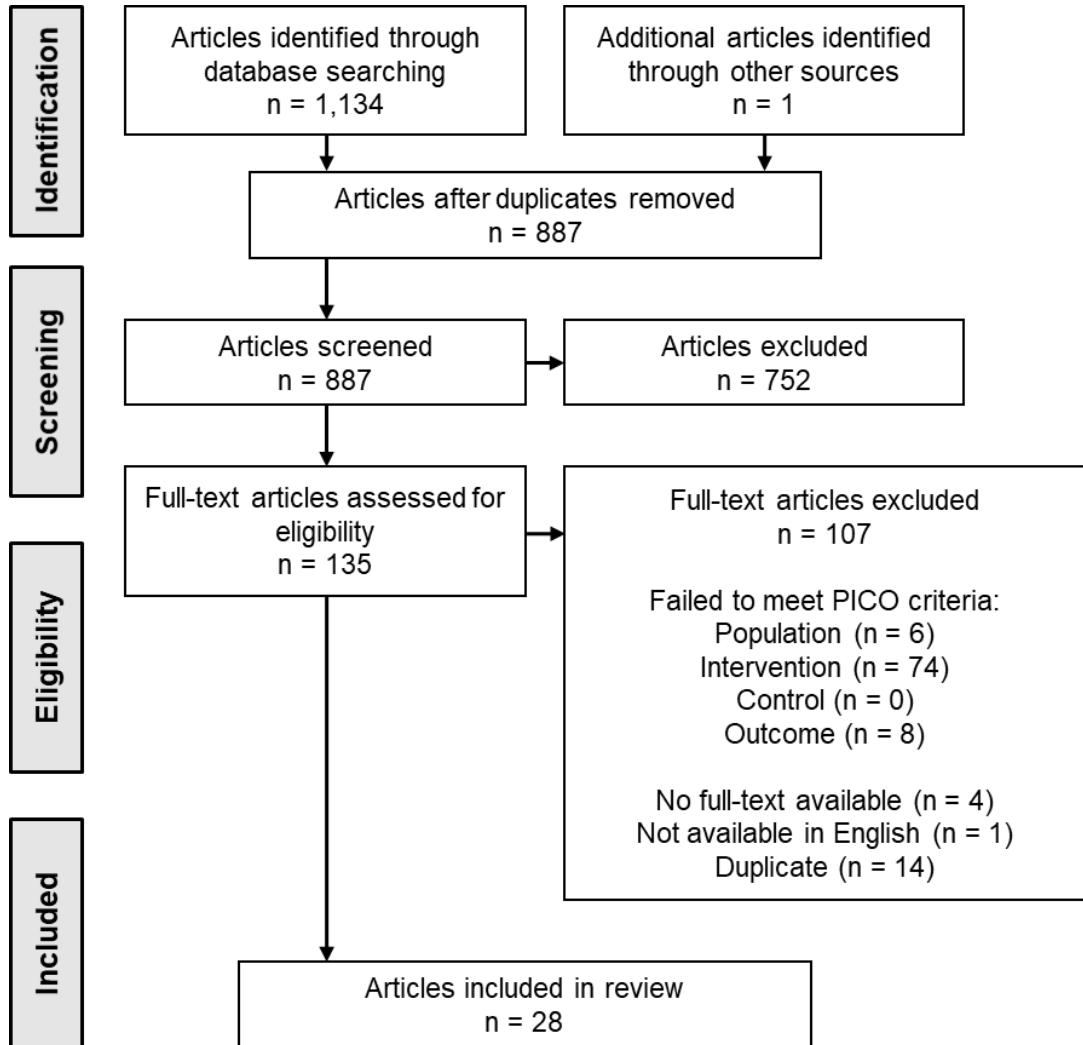 Identification
Articles identified through
database searching
n = 1,134
Additional articles identified
through other sources
n = 1
Articles after duplicates removed
n = 887
Screening
Articles screened
n = 887
Articles excluded
n = 752
Eligibility
Full-text articles assessed for
eligibility
n = 135
Full-text articles excluded
n = 107
Failed to meet PICO criteria:
Population (n = 6)
Intervention (n = 74)
Control (n = 0)
Outcome (n = 8)
No full-text available (n = 4)
Not available in English (n = 1)
Duplicate (n = 14)
Included
Articles included in review
n = 28